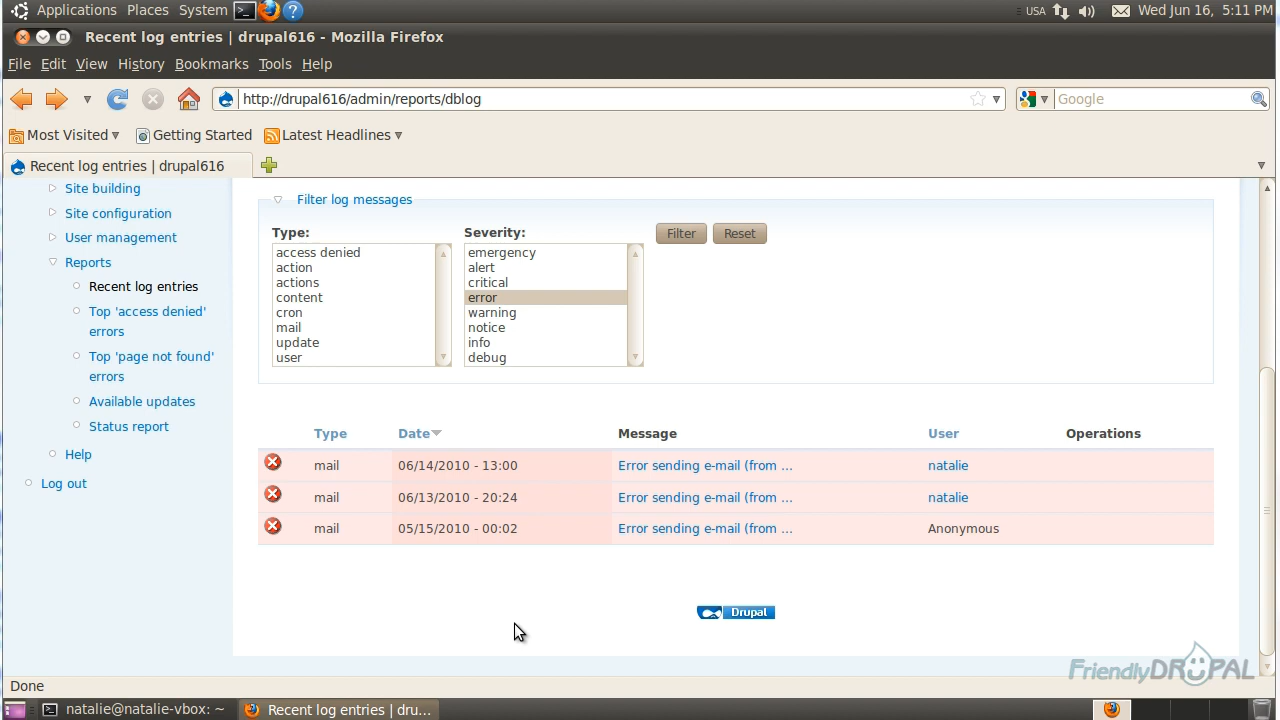 Applications Places System USA Wed Jun 16, 5:11 PM
Recent log entries | drupal616 - Mozilla Firefox
File Edit View History Bookmarks Tools Help
http://drupal616/admin/reports/dblog Google
Most Visited Getting Started Latest Headlines
Recent log entries | drupal616
Site building
Site configuration
User management
Reports
Recent log entries
Top 'access denied'
errors
Top 'page not found'
errors
Available updates
Status report
Help
Log out
Filter log messages
Type:
access denied
action
actions
content
cron
mail
update
user
Severity:
emergency
alert
critical
error
warning
notice
info
debug
Filter Reset
Type Date Message User Operations
mail 06/14/2010 - 13:00 Error sending e-mail (from ... natalie
mail 06/13/2010 - 20:24 Error sending e-mail (from ... natalie
mail 05/15/2010 - 00:02 Error sending e-mail (from ... Anonymous
Drupal
FriendlyDRUPAL
Done
natalie@natalie-vbox: ~ Recent log entries | dru...